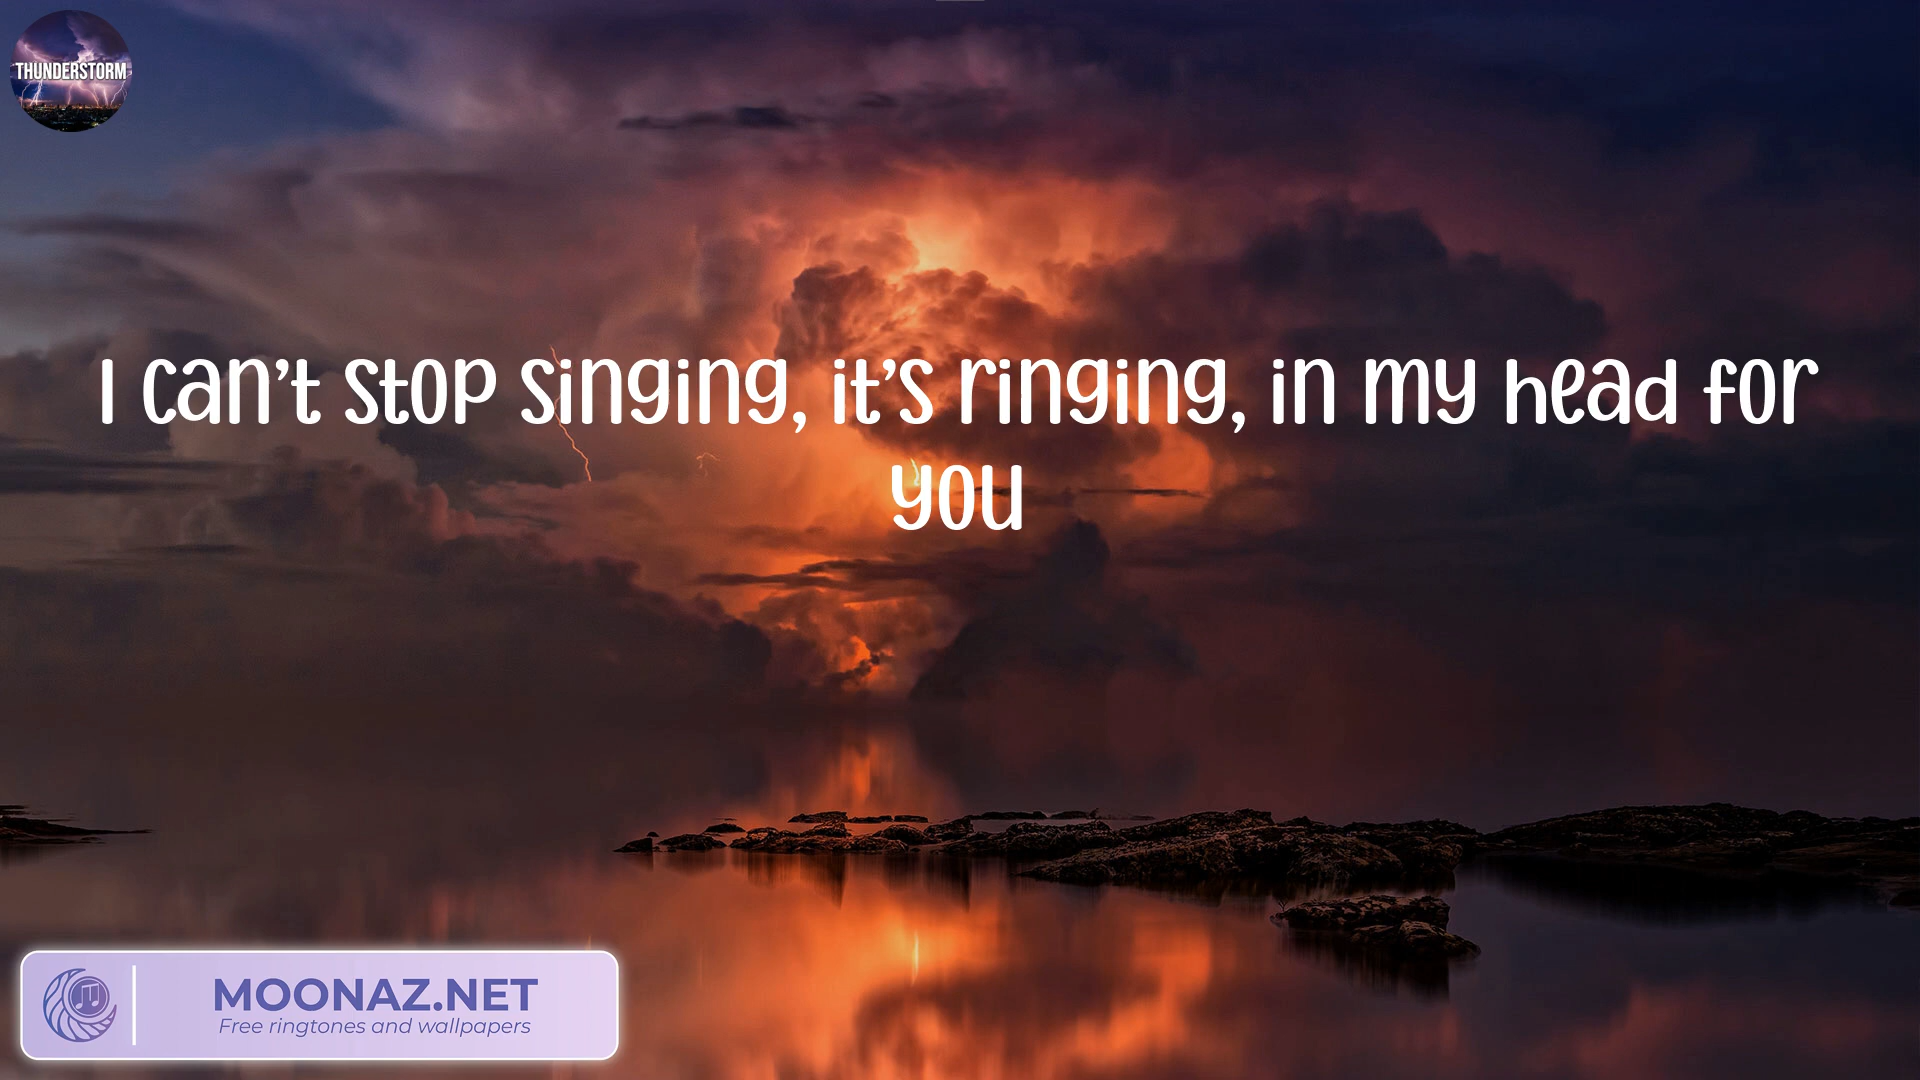 THUNDERSTORM
I can't stop singing, it's ringing, in my head for
you
MOONAZ.NET
Free ringtones and wallpapers